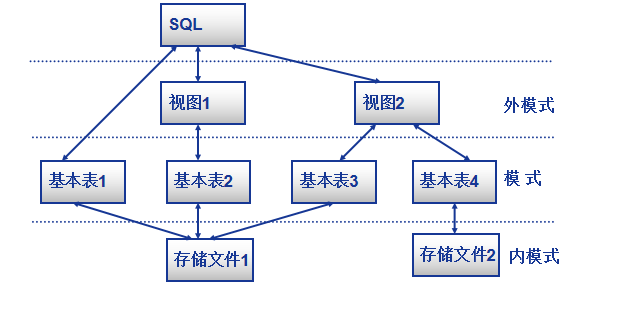 SQL
视图1
视图2
外模式
基本表1
基本表2
基本表3
基本表4
模 式
存储文件1
存储文件2
内模式